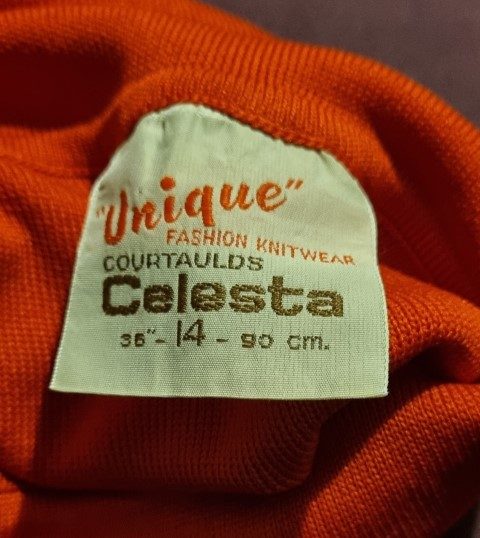 "Unique"
FASHION KNITWEAR
COURTAULDS
Celesta
36"- 14 - 90 cm.